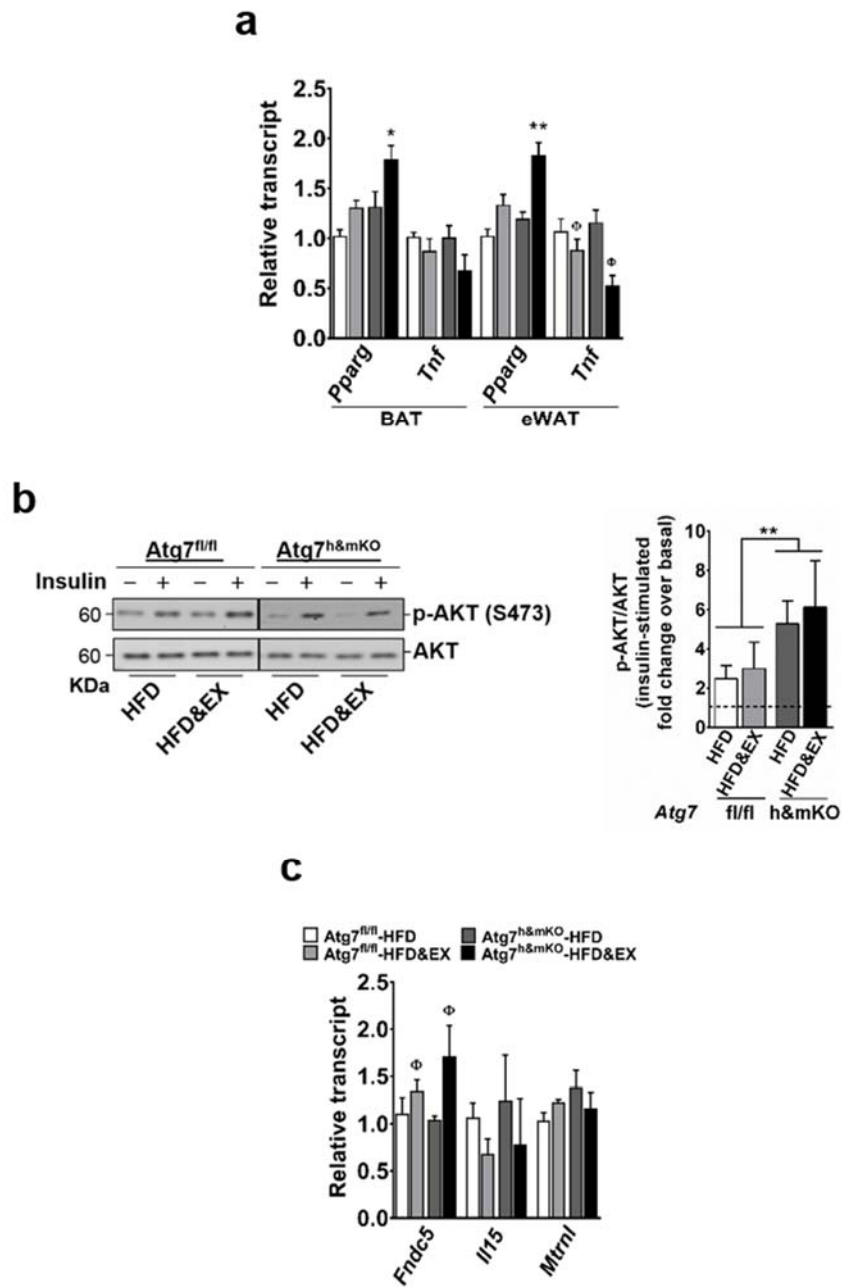 a
Relative transcript
2.5
2.0
1.5
1.0
0.5
0.0
*
**
Φ
Φ
Pparg
Tnf
Pparg
Tnf
BAT
eWAT
b
Atg7fl/fl
Atg7h&mKO
Insulin − + − + − + − +
60 p-AKT (S473)
60 AKT
KDa
HFD
HFD&EX
HFD
HFD&EX
p-AKT/AKT
(insulin-stimulated
fold change over basal)
10
8
6
4
2
0
**
HFD
HFD&EX
HFD
HFD&EX
Atg7 fl/fl h&mKO
c
Atg7fl/fl-HFD Atg7h&mKO-HFD
Atg7fl/fl-HFD&EX Atg7h&mKO-HFD&EX
Relative transcript
2.5
2.0
1.5
1.0
0.5
0.0
Φ
Φ
Fndc5
Il15
Mtrnl